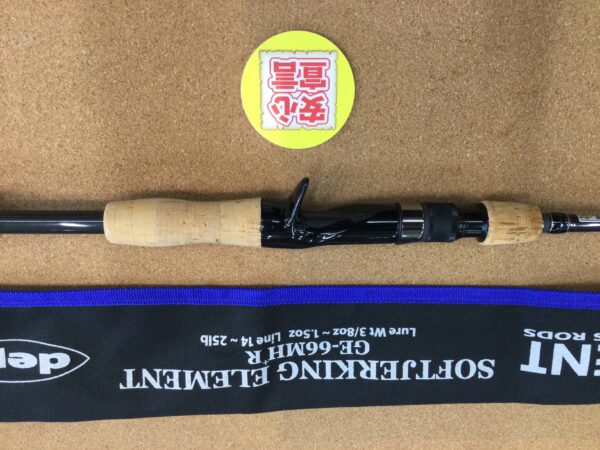 安心
宣言
ENT
S RODS
SOFTJERKING ELEMENT
GE-66MH R
Lure Wt 3/8oz ~ 1.5oz Line 14 ~ 25lb
dep